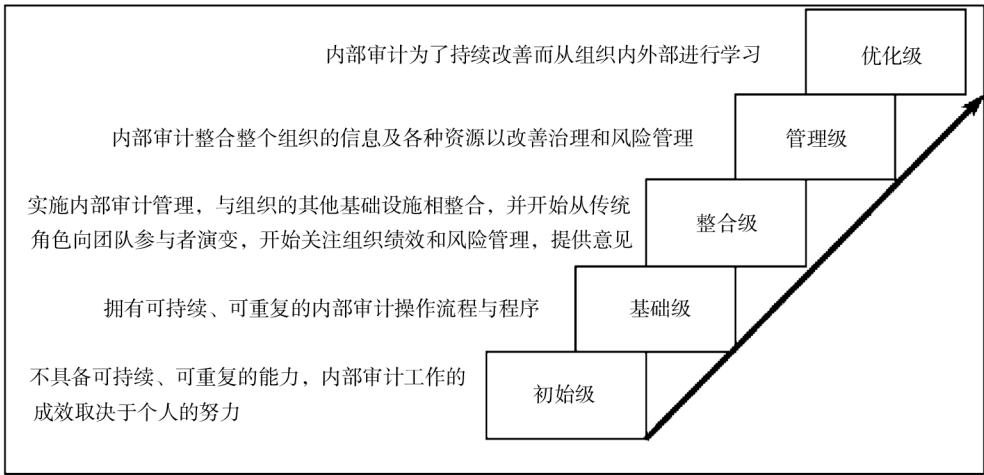 内部审计为了持续改善而从组织内外部进行学习
优化级
内部审计整合整个组织的信息及各种资源以改善治理和风险管理
管理级
实施内部审计管理，与组织的其他基础设施相整合，并开始从传统
角色向团队参与者演变，开始关注组织绩效和风险管理，提供意见
整合级
拥有可持续、可重复的内部审计操作流程与程序
基础级
不具备可持续、可重复的能力，内部审计工作的
成效取决于个人的努力
初始级